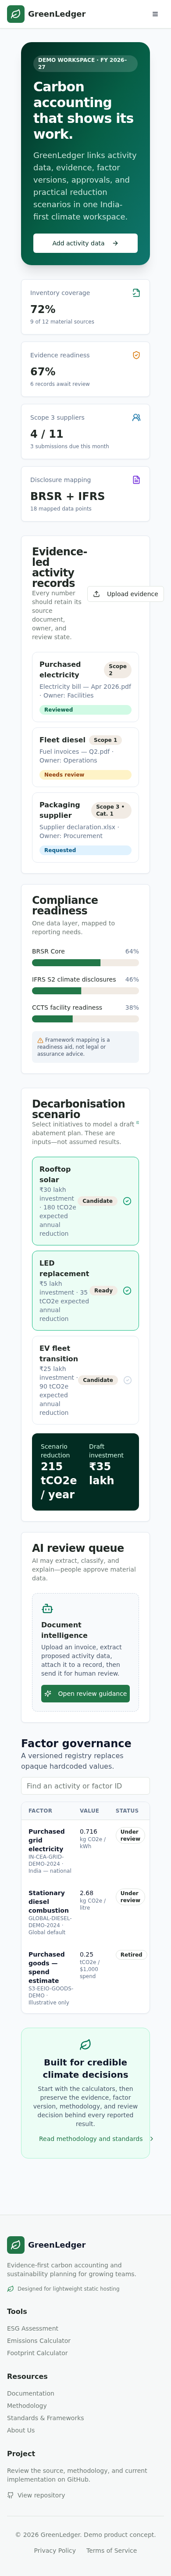 GreenLedger
DEMO WORKSPACE · FY 2026–
27
Carbon
accounting
that shows its
work.
GreenLedger links activity
data, evidence, factor
versions, approvals, and
practical reduction
scenarios in one India-
first climate workspace.
Add activity data
Inventory coverage
72%
9 of 12 material sources
Evidence readiness
67%
6 records await review
Scope 3 suppliers
4 / 11
3 submissions due this month
Disclosure mapping
BRSR + IFRS
18 mapped data points
Evidence-
led
activity
records
Every number
should retain its
source
document,
owner, and
review state.
Upload evidence
Purchased
electricity
Scope
2
Electricity bill — Apr 2026.pdf
· Owner: Facilities
Reviewed
Fleet diesel
Scope 1
Fuel invoices — Q2.pdf ·
Owner: Operations
Needs review
Packaging
supplier
Scope 3 •
Cat. 1
Supplier declaration.xlsx ·
Owner: Procurement
Requested
Compliance
readiness
One data layer, mapped to
reporting needs.
BRSR Core 64%
IFRS S2 climate disclosures 46%
CCTS facility readiness 38%
Framework mapping is a
readiness aid, not legal or
assurance advice.
Decarbonisation
scenario
Select initiatives to model a draft
abatement plan. These are
inputs—not assumed results.
Rooftop
solar
₹30 lakh
investment
· 180 tCO2e
expected
annual
reduction
Candidate
LED
replacement
₹5 lakh
investment · 35
tCO2e expected
annual
reduction
Ready
EV fleet
transition
₹25 lakh
investment ·
90 tCO2e
expected
annual
reduction
Candidate
Scenario
reduction
215
tCO2e
/ year
Draft
investment
₹35
lakh
AI review queue
AI may extract, classify, and
explain—people approve material
data.
Document
intelligence
Upload an invoice, extract
proposed activity data,
attach it to a record, then
send it for human review.
Open review guidance
Factor governance
A versioned registry replaces
opaque hardcoded values.
Find an activity or factor ID
FACTOR VALUE STATUS
Purchased
grid
electricity
IN-CEA-GRID-
DEMO-2024 ·
India — national
0.716
kg CO2e /
kWh
Under
review
Stationary
diesel
combustion
GLOBAL-DIESEL-
DEMO-2024 ·
Global default
2.68
kg CO2e /
litre
Under
review
Purchased
goods —
spend
estimate
S3-EEIO-GOODS-
DEMO ·
Illustrative only
0.25
tCO2e /
$1,000
spend
Retired
Built for credible
climate decisions
Start with the calculators, then
preserve the evidence, factor
version, methodology, and review
decision behind every reported
result.
Read methodology and standards
GreenLedger
Evidence-first carbon accounting and
sustainability planning for growing teams.
Designed for lightweight static hosting
Tools
ESG Assessment
Emissions Calculator
Footprint Calculator
Resources
Documentation
Methodology
Standards & Frameworks
About Us
Project
Review the source, methodology, and current
implementation on GitHub.
View repository
© 2026 GreenLedger. Demo product concept.
Privacy Policy Terms of Service